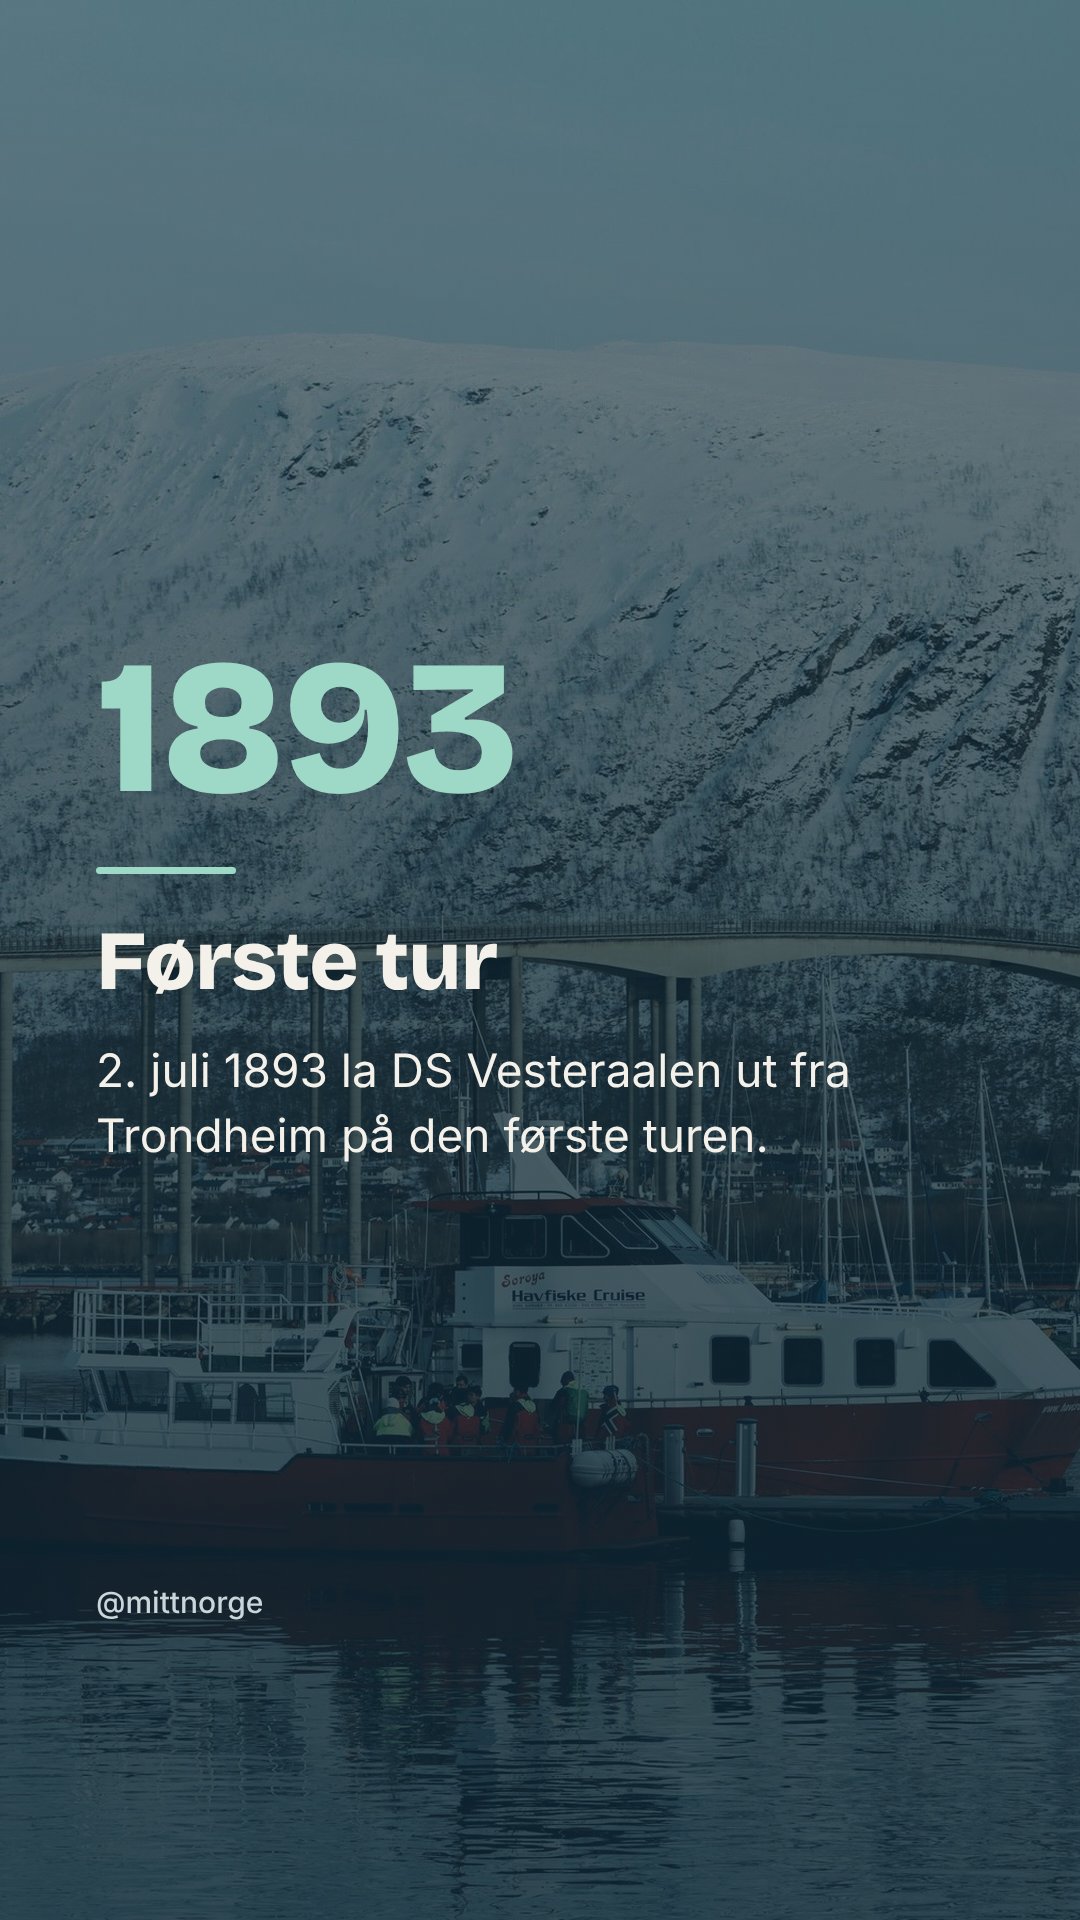 1893
Første tur
2. juli 1893 la DS Vesteraalen ut fra
Trondheim på den første turen.
Sorøya
Havfiske Cruise
@mittnorge